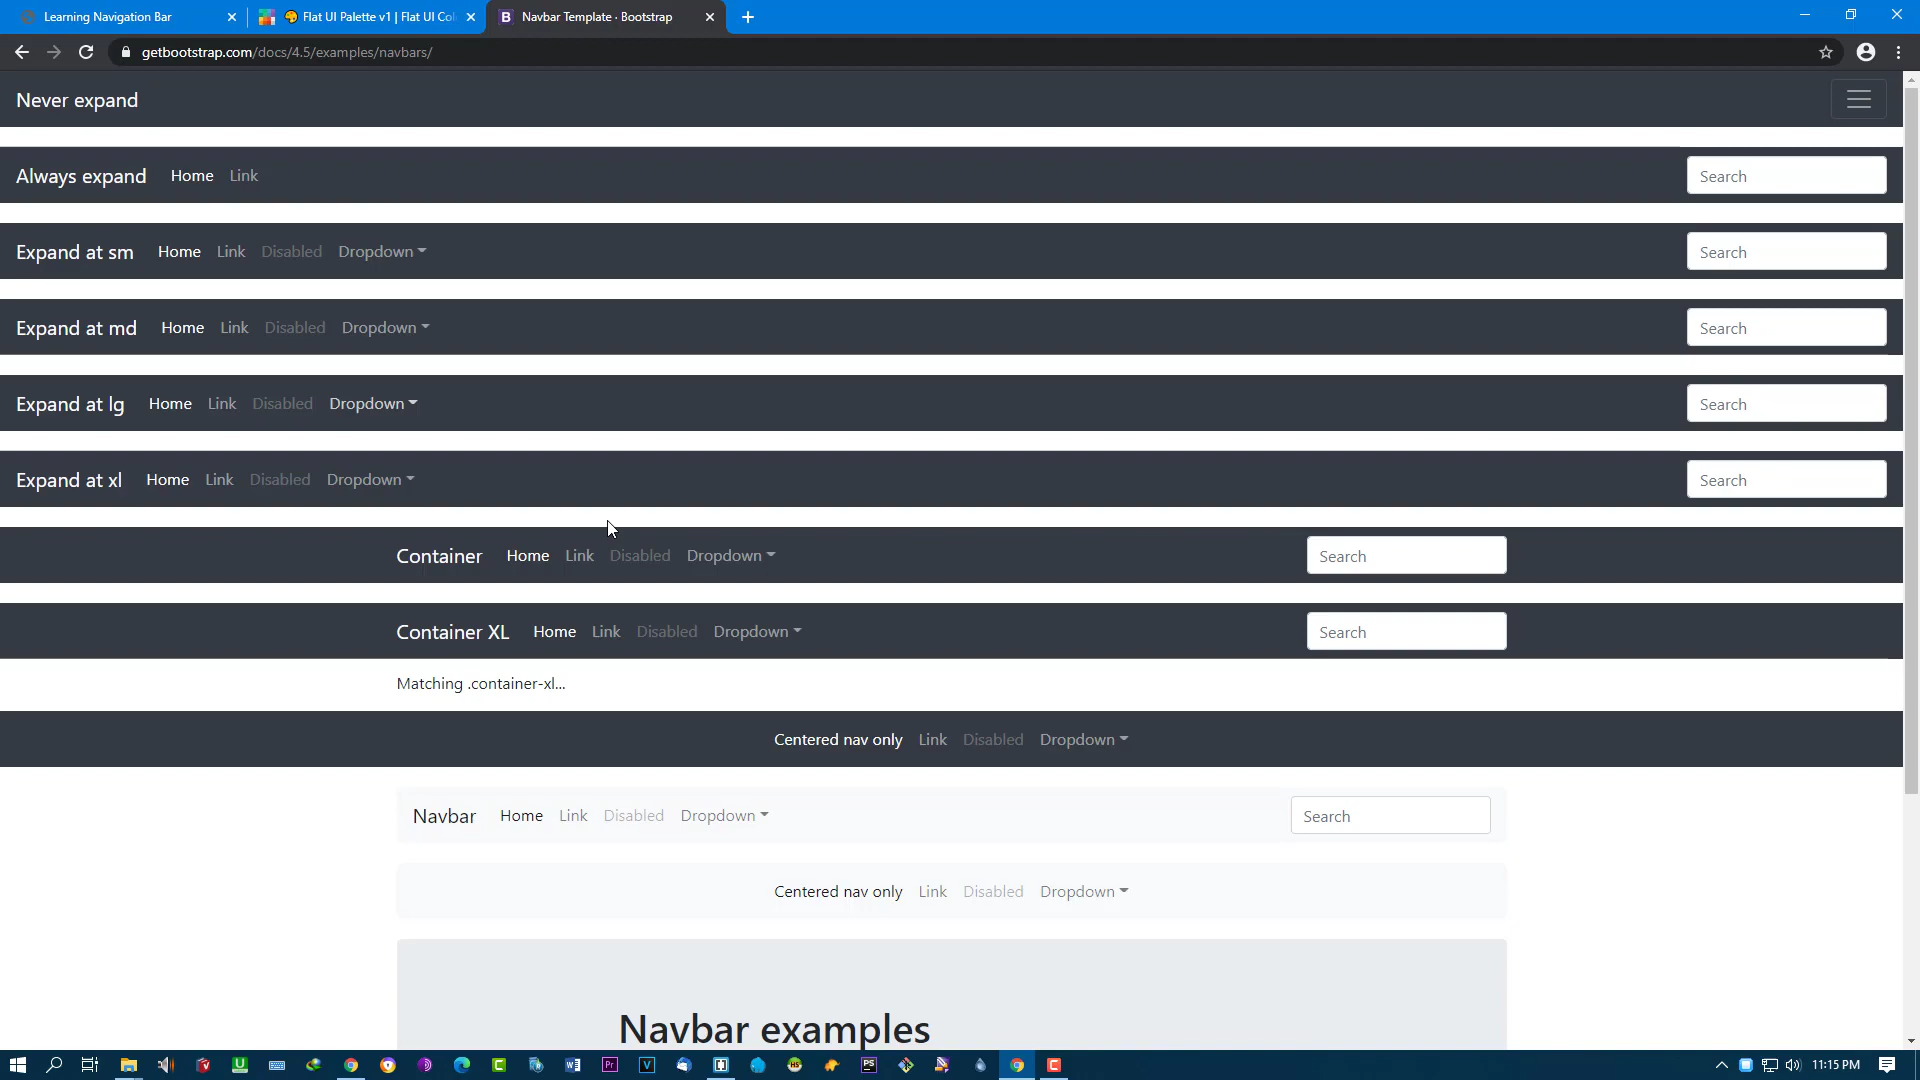 Learning Navigation Bar
Flat UI Palette v1 | Flat UI Col
B Navbar Template · Bootstrap
getbootstrap.com/docs/4.5/examples/navbars/
Never expand
Always expand Home Link Search
Expand at sm Home Link Disabled Dropdown Search
Expand at md Home Link Disabled Dropdown Search
Expand at lg Home Link Disabled Dropdown Search
Expand at xl Home Link Disabled Dropdown Search
Container Home Link Disabled Dropdown Search
Container XL Home Link Disabled Dropdown Search
Matching .container-xl...
Centered nav only Link Disabled Dropdown
Navbar Home Link Disabled Dropdown Search
Centered nav only Link Disabled Dropdown
Navbar examples
11:15 PM